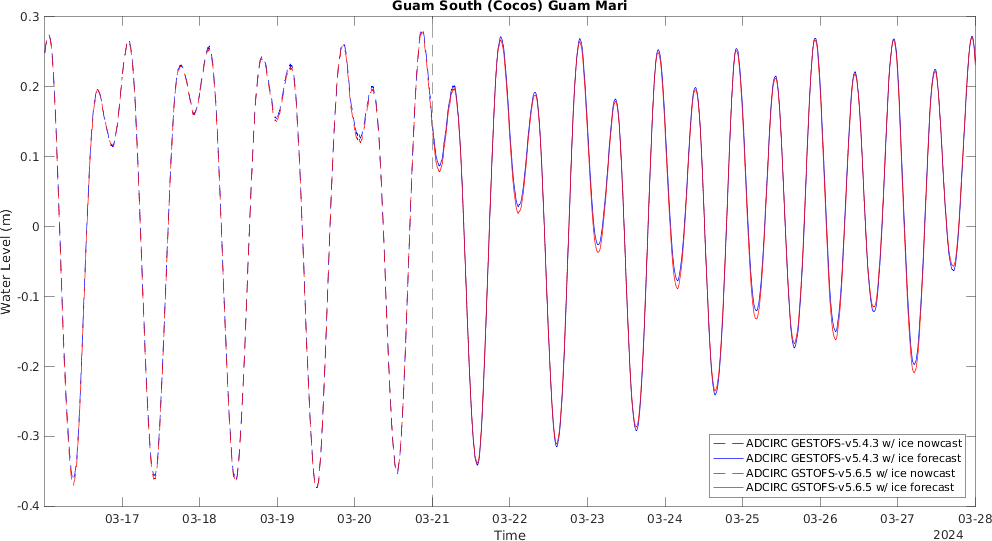 Guam South (Cocos) Guam Mari
0.3
0.2
0.1
0
-0.1
-0.2
-0.3
-0.4
Water Level (m)
ADCIRC GESTOFS-v5.4.3 w/ ice nowcast
ADCIRC GESTOFS-v5.4.3 w/ ice forecast
ADCIRC GSTOFS-v5.6.5 w/ ice nowcast
ADCIRC GSTOFS-v5.6.5 w/ ice forecast
03-17 03-18 03-19 03-20 03-21 03-22 03-23 03-24 03-25 03-26 03-27 03-28
Time
2024